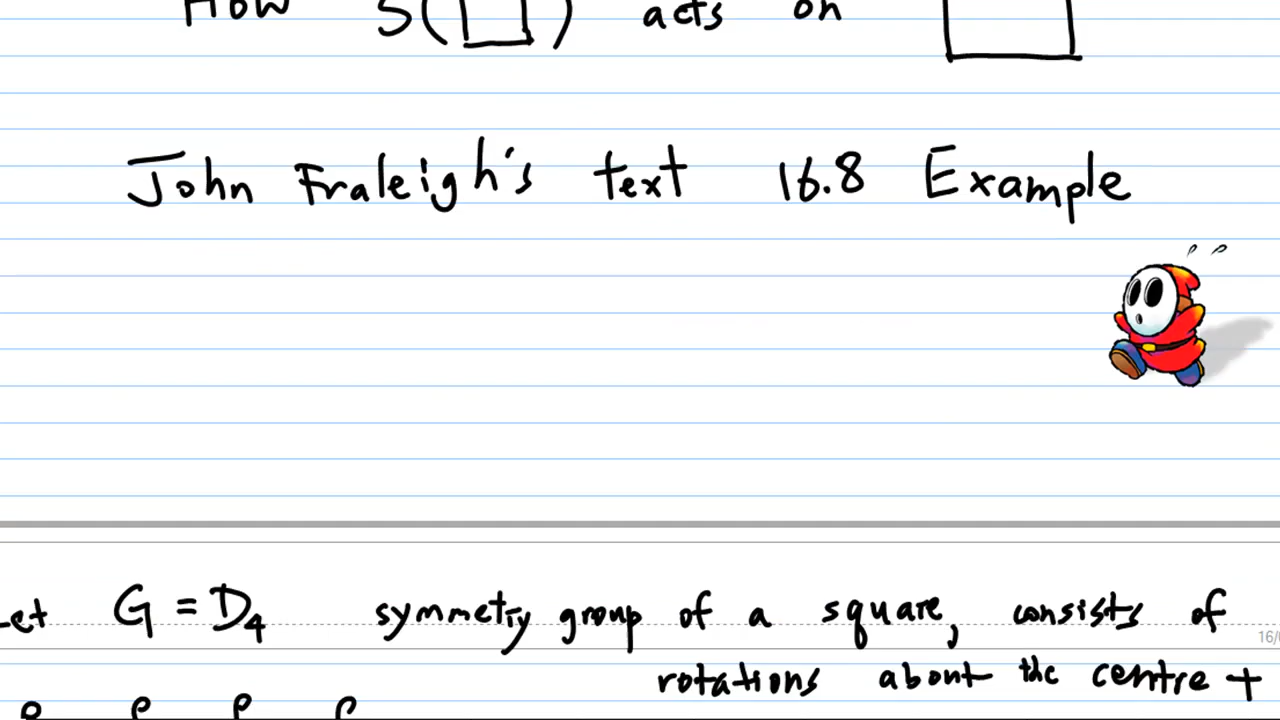 How S(□) acts on □
John Fraleigh's text 16.8 Example
Let G = D₄ symmetry group of a square, consists of
16/
rotations about the centre +
ρ ρ ρ ρ